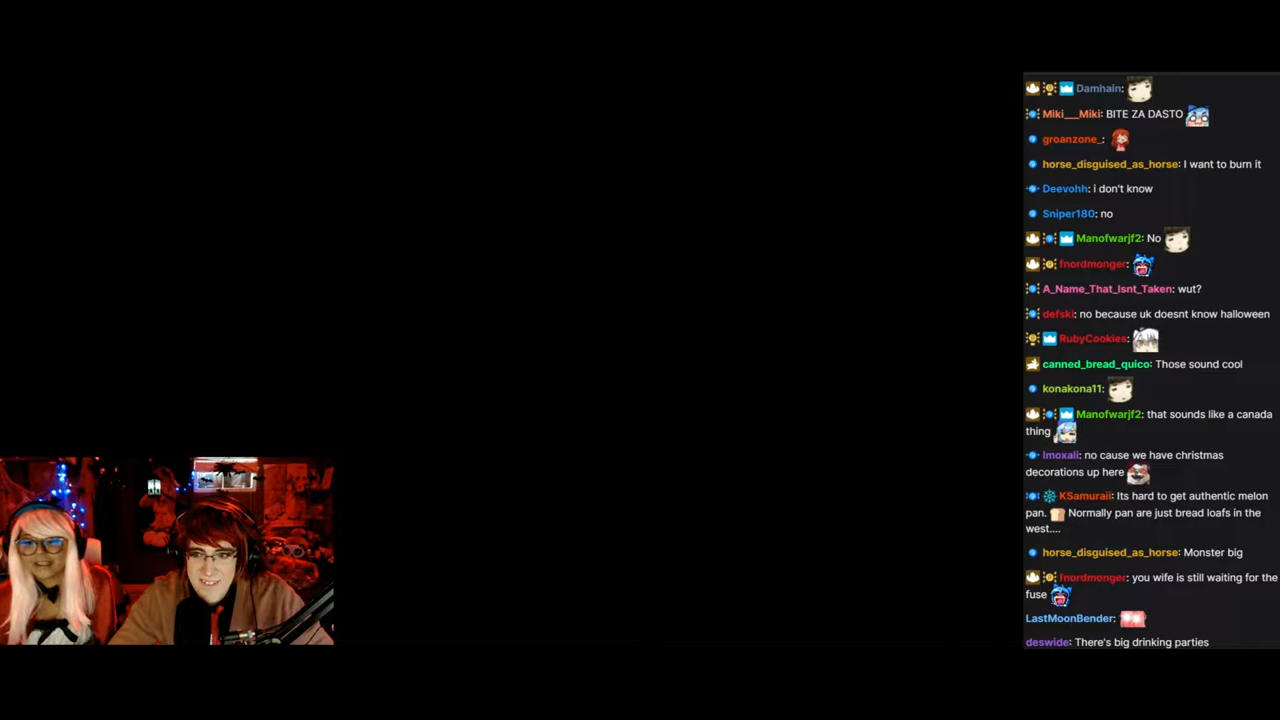 Damhain:
Miki___Miki: BITE ZA DASTO
groanzone_:
horse_disguised_as_horse: I want to burn it
Deevohh: i don't know
Sniper180: no
Manofwarjf2: No
fnordmonger:
A_Name_That_Isnt_Taken: wut?
defski: no because uk doesnt know halloween
RubyCookies:
canned_bread_quico: Those sound cool
konakona11:
Manofwarjf2: that sounds like a canada
thing
lmoxali: no cause we have christmas
decorations up here
KSamuraii: Its hard to get authentic melon
pan. Normally pan are just bread loafs in the
west....
horse_disguised_as_horse: Monster big
fnordmonger: you wife is still waiting for the
fuse
LastMoonBender:
deswide: There's big drinking parties